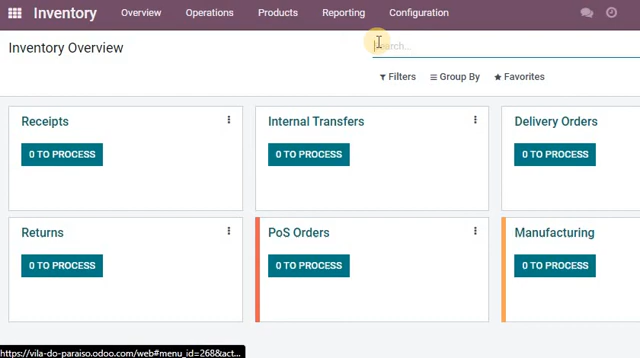 Inventory Overview Operations Products Reporting Configuration
Inventory Overview
Search...
Filters Group By Favorites
Receipts Internal Transfers Delivery Orders
0 TO PROCESS 0 TO PROCESS 0 TO PROCESS
Returns PoS Orders Manufacturing
0 TO PROCESS 0 TO PROCESS 0 TO PROCESS
https://vila-do-paraiso.odoo.com/web#menu_id=268&act...